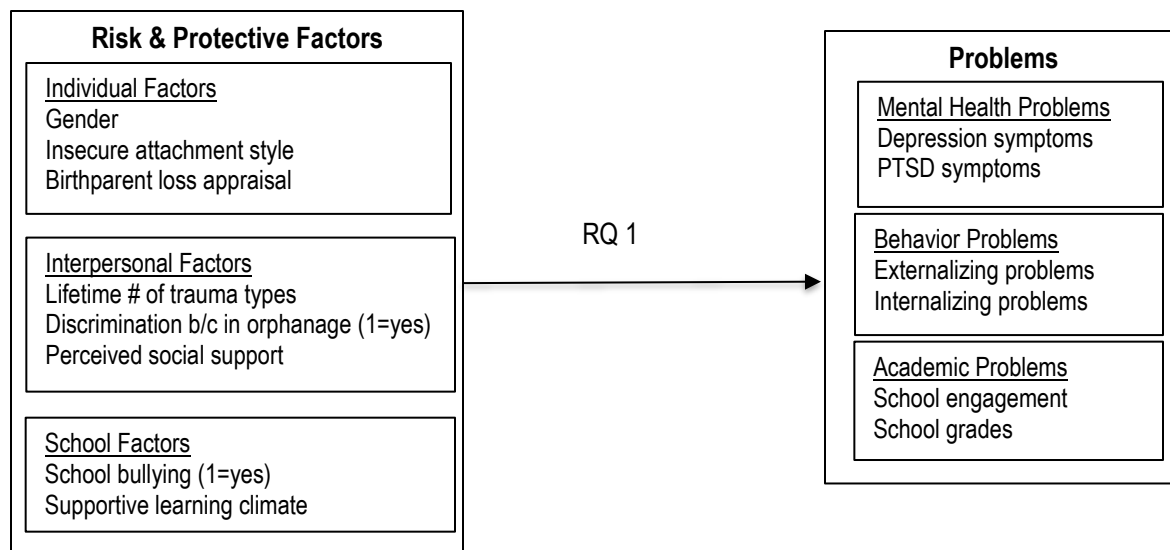 Risk & Protective Factors
Individual Factors
Gender
Insecure attachment style
Birthparent loss appraisal
Interpersonal Factors
Lifetime # of trauma types
Discrimination b/c in orphanage (1=yes)
Perceived social support
School Factors
School bullying (1=yes)
Supportive learning climate
RQ 1
Problems
Mental Health Problems
Depression symptoms
PTSD symptoms
Behavior Problems
Externalizing problems
Internalizing problems
Academic Problems
School engagement
School grades